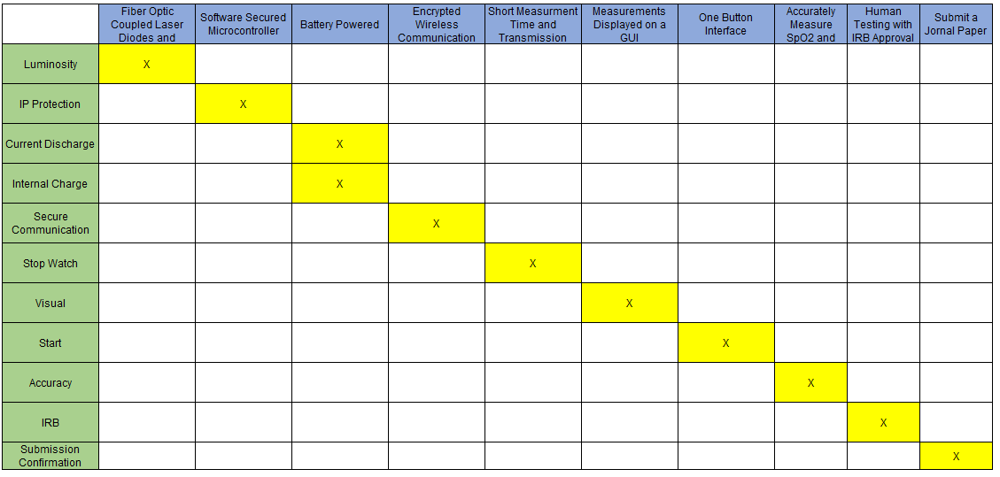 Fiber Optic
Coupled Laser
Diodes and
Software Secured
Microcontroller
Battery Powered
Encrypted
Wireless
Communication
Short Measurment
Time and
Transmission
Measurements
Displayed on a
GUI
One Button
Interface
Accurately
Measure
SpO2 and
Human
Testing with
IRB Approval
Submit a
Jornal Paper
Luminosity
X
IP Protection
X
Current Discharge
X
Internal Charge
X
Secure
Communication
X
Stop Watch
X
Visual
X
Start
X
Accuracy
X
IRB
X
Submission
Confirmation
X